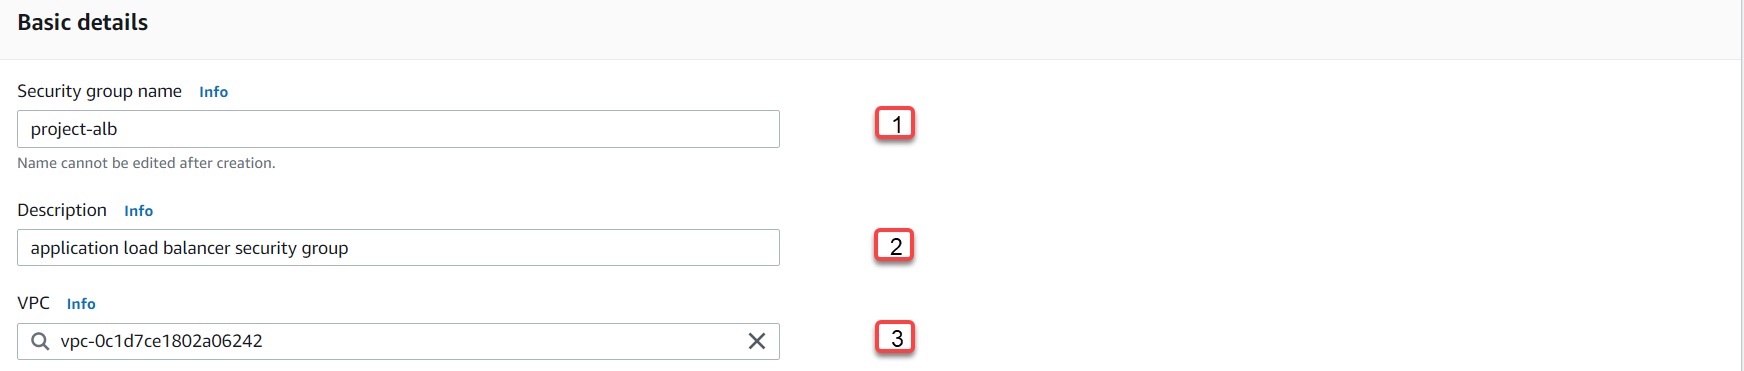 Basic details
Security group name Info
project-alb 1
Name cannot be edited after creation.
Description Info
application load balancer security group 2
VPC Info
vpc-0c1d7ce1802a06242 3